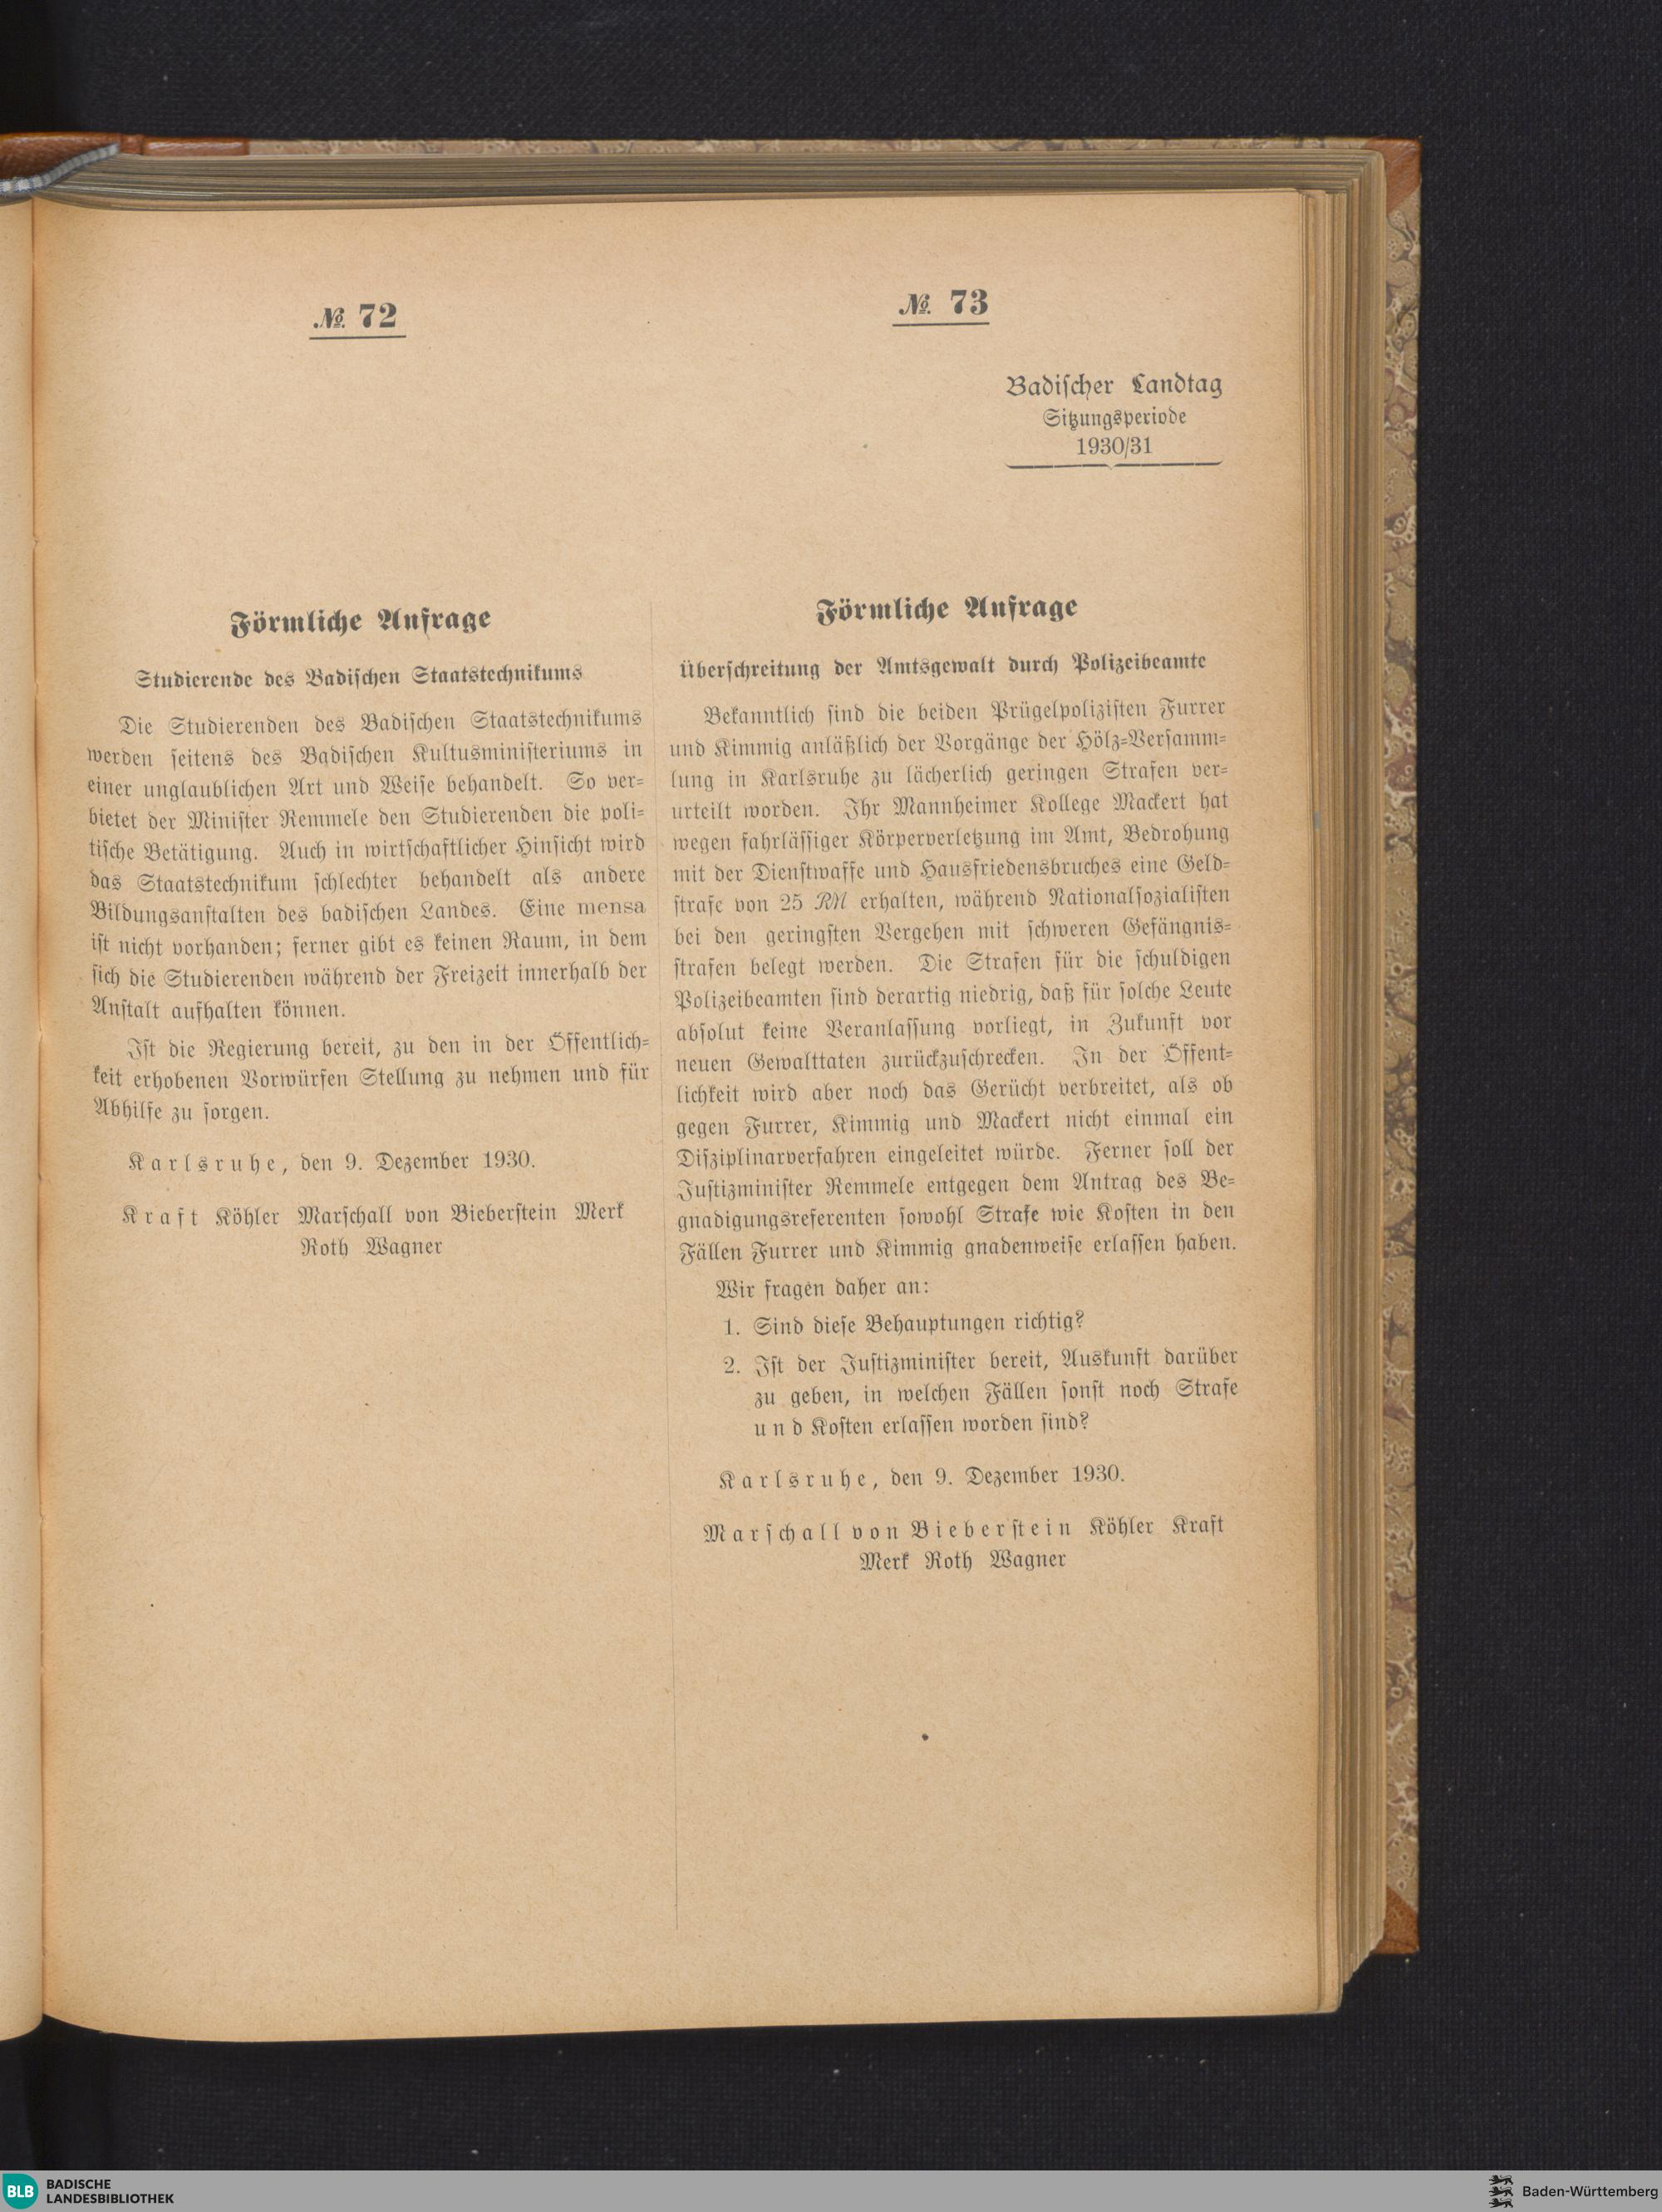 № 72
Förmliche Anfrage
Studierende des Badischen Staatstechnikums
Die Studierenden des Badischen Staatstechnikums
werden seitens des Badischen Kultusministeriums in
einer unglaublichen Art und Weise behandelt. So ver-
bietet der Minister Remmele den Studierenden die poli-
tische Betätigung. Auch in wirtschaftlicher Hinsicht wird
das Staatstechnikum schlechter behandelt als andere
Bildungsanstalten des badischen Landes. Eine mensa
ist nicht vorhanden; ferner gibt es keinen Raum, in dem
sich die Studierenden während der Freizeit innerhalb der
Anstalt aufhalten können.
Ist die Regierung bereit, zu den in der Öffentlich-
keit erhobenen Vorwürfen Stellung zu nehmen und für
Abhilfe zu sorgen.
Karlsruhe, den 9. Dezember 1930.
Kraft Köhler Marschall von Bieberstein Merk
Roth Wagner
№ 73
Badischer Landtag
Sitzungsperiode
1930/31
Förmliche Anfrage
Überschreitung der Amtsgewalt durch Polizeibeamte
Bekanntlich sind die beiden Prügelpolizisten Furrer
und Kimmig anläßlich der Vorgänge der Hölz-Versamm-
lung in Karlsruhe zu lächerlich geringen Strafen ver-
urteilt worden. Ihr Mannheimer Kollege Mackert hat
wegen fahrlässiger Körperverletzung im Amt, Bedrohung
mit der Dienstwaffe und Hausfriedensbruches eine Geld-
strafe von 25 RM erhalten, während Nationalsozialisten
bei den geringsten Vergehen mit schweren Gefängnis-
strafen belegt werden. Die Strafen für die schuldigen
Polizeibeamten sind derartig niedrig, daß für solche Leute
absolut keine Veranlassung vorliegt, in Zukunft vor
neuen Gewalttaten zurückzuschrecken. In der Öffent-
lichkeit wird aber noch das Gerücht verbreitet, als ob
gegen Furrer, Kimmig und Mackert nicht einmal ein
Disziplinarverfahren eingeleitet würde. Ferner soll der
Justizminister Remmele entgegen dem Antrag des Be-
gnadigungsreferenten sowohl Strafe wie Kosten in den
Fällen Furrer und Kimmig gnadenweise erlassen haben.
Wir fragen daher an:
1. Sind diese Behauptungen richtig?
2. Ist der Justizminister bereit, Auskunft darüber
zu geben, in welchen Fällen sonst noch Strafe
und Kosten erlassen worden sind?
Karlsruhe, den 9. Dezember 1930.
Marschall von Bieberstein Köhler Kraft
Merk Roth Wagner
BLB BADISCHE
LANDESBIBLIOTHEK
Baden-Württemberg